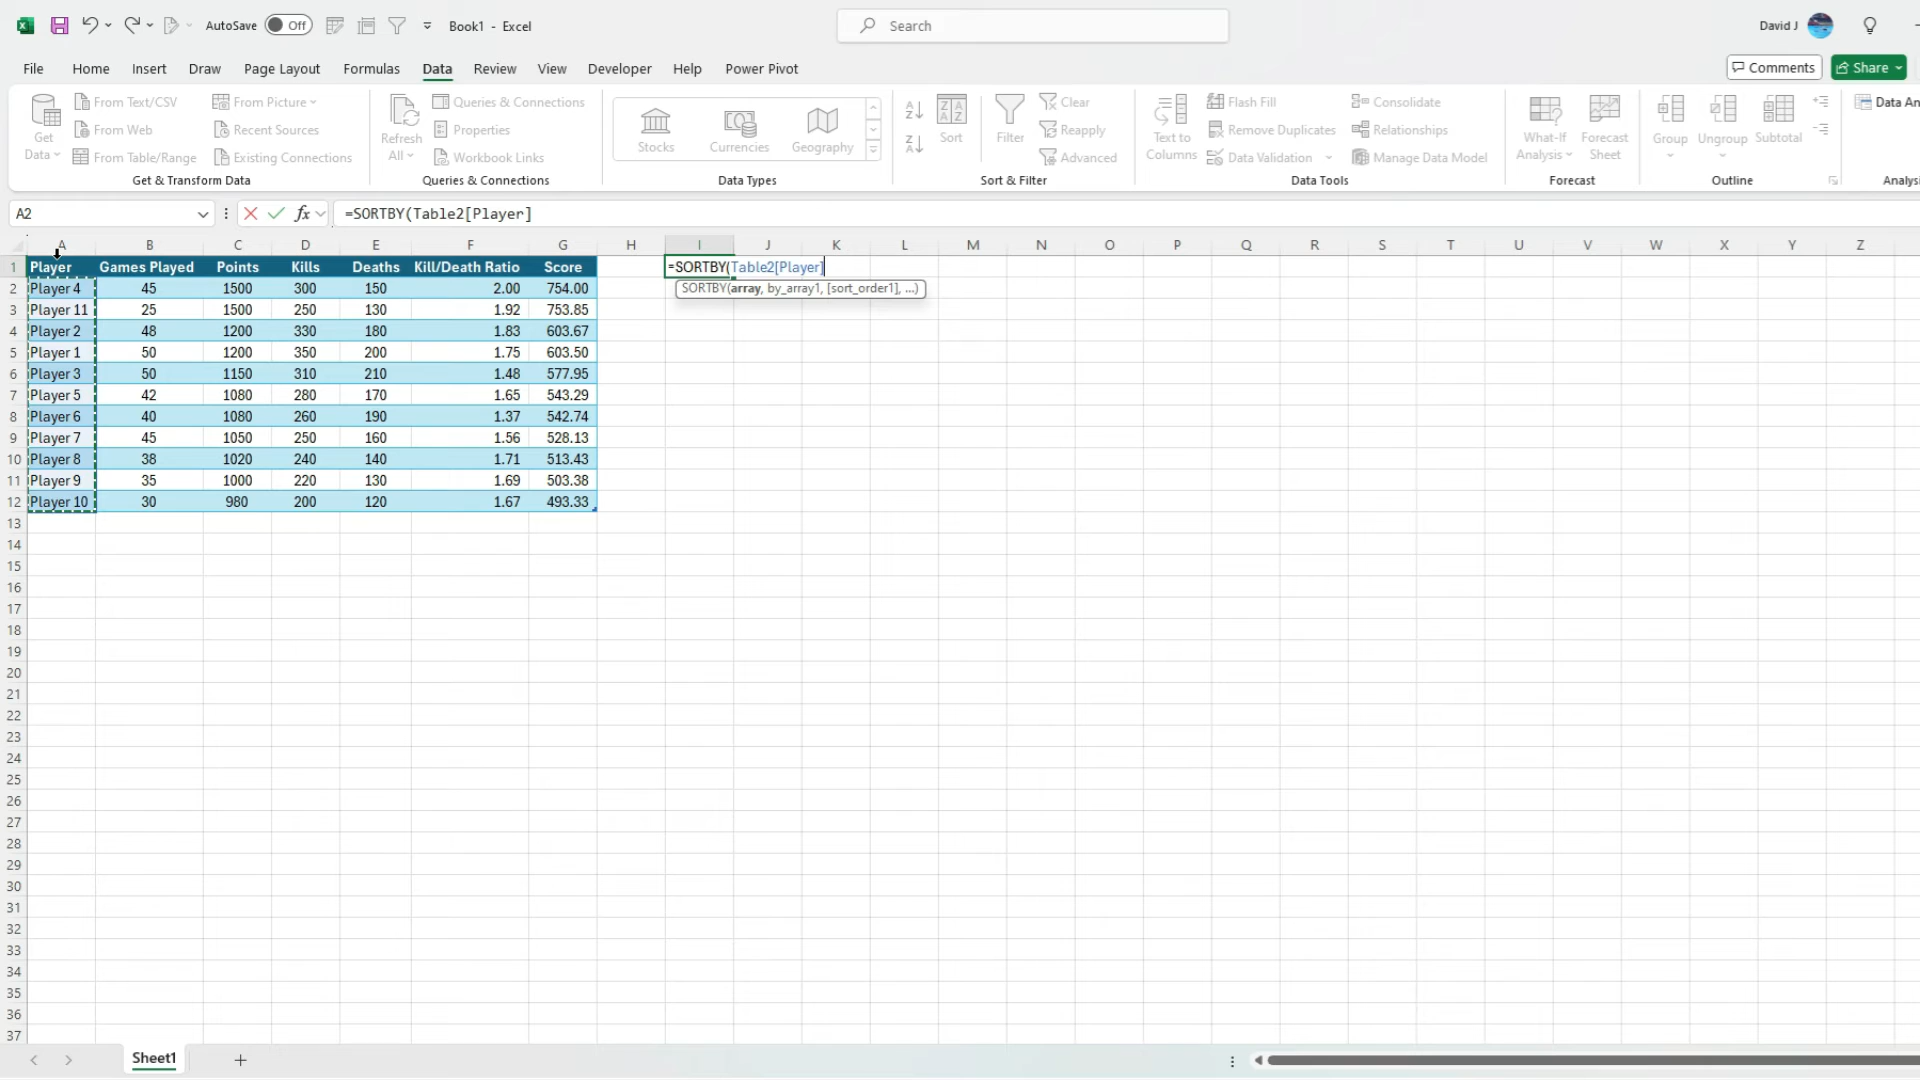 AutoSave Off Book1 - Excel Search David J
File Home Insert Draw Page Layout Formulas Data Review View Developer Help Power Pivot Comments Share
Get Data From Text/CSV From Web From Table/Range From Picture Recent Sources Existing Connections
Get & Transform Data
Refresh All Queries & Connections Properties Workbook Links
Queries & Connections
Stocks Currencies Geography
Data Types
Sort Filter Clear Reapply Advanced
Sort & Filter
Text to Columns Flash Fill Remove Duplicates Data Validation Consolidate Relationships Manage Data Model
Data Tools
What-If Analysis Forecast Sheet
Forecast
Group Ungroup Subtotal
Outline
Data An
Analysi
A2 fx =SORTBY(Table2[Player]
A B C D E F G H I J K L M N O P Q R S T U V W X Y Z
1 Player Games Played Points Kills Deaths Kill/Death Ratio Score =SORTBY(Table2[Player]
2 Player 4 45 1500 300 150 2.00 754.00 SORTBY(array, by_array1, [sort_order1], ...)
3 Player 11 25 1500 250 130 1.92 753.85
4 Player 2 48 1200 330 180 1.83 603.67
5 Player 1 50 1200 350 200 1.75 603.50
6 Player 3 50 1150 310 210 1.48 577.95
7 Player 5 42 1080 280 170 1.65 543.29
8 Player 6 40 1080 260 190 1.37 542.74
9 Player 7 45 1050 250 160 1.56 528.13
10 Player 8 38 1020 240 140 1.71 513.43
11 Player 9 35 1000 220 130 1.69 503.38
12 Player 10 30 980 200 120 1.67 493.33
13
14
15
16
17
18
19
20
21
22
23
24
25
26
27
28
29
30
31
32
33
34
35
36
37
Sheet1